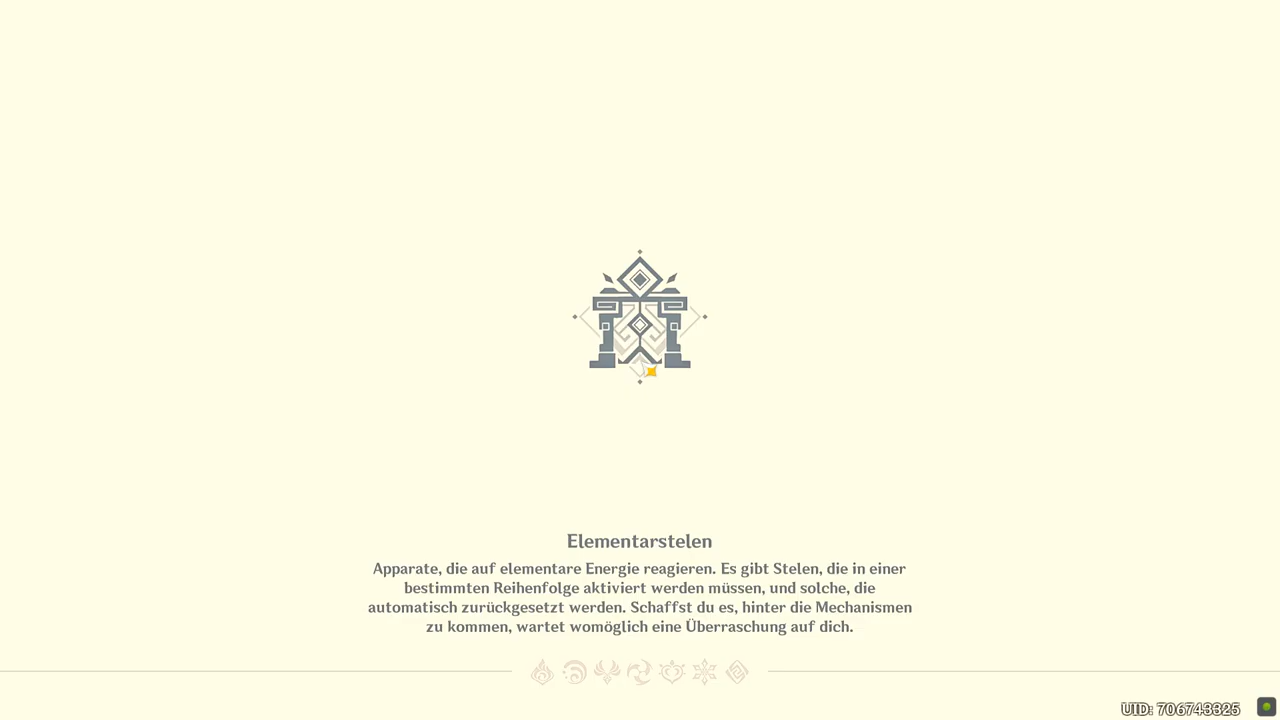 Elementarstelen
Apparate, die auf elementare Energie reagieren. Es gibt Stelen, die in einer
bestimmten Reihenfolge aktiviert werden müssen, und solche, die
automatisch zurückgesetzt werden. Schaffst du es, hinter die Mechanismen
zu kommen, wartet womöglich eine Überraschung auf dich.
UID: 706743325